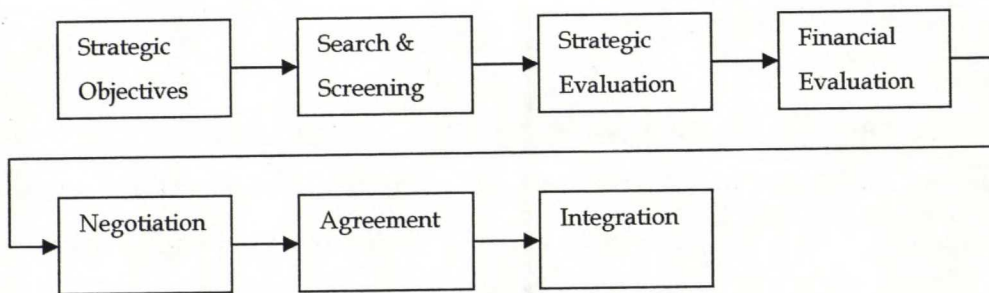 Strategic
Objectives
Search &
Screening
Strategic
Evaluation
Financial
Evaluation
Negotiation
Agreement
Integration